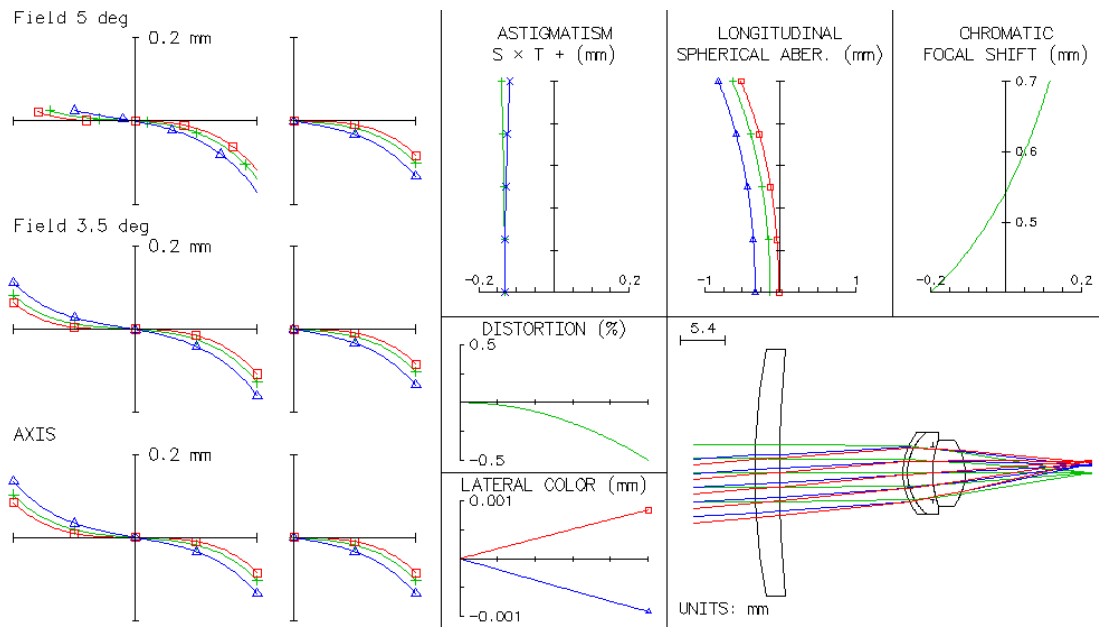 Field 5 deg
0.2 mm
Field 3.5 deg
0.2 mm
AXIS
0.2 mm
ASTIGMATISM
S × T + (mm)
-0.2
0.2
LONGITUDINAL
SPHERICAL ABER. (mm)
-1
1
CHROMATIC
FOCAL SHIFT (mm)
0.7
0.6
0.5
-0.2
0.2
DISTORTION (%)
0.5
-0.5
LATERAL COLOR (mm)
0.001
-0.001
5.4
UNITS: mm